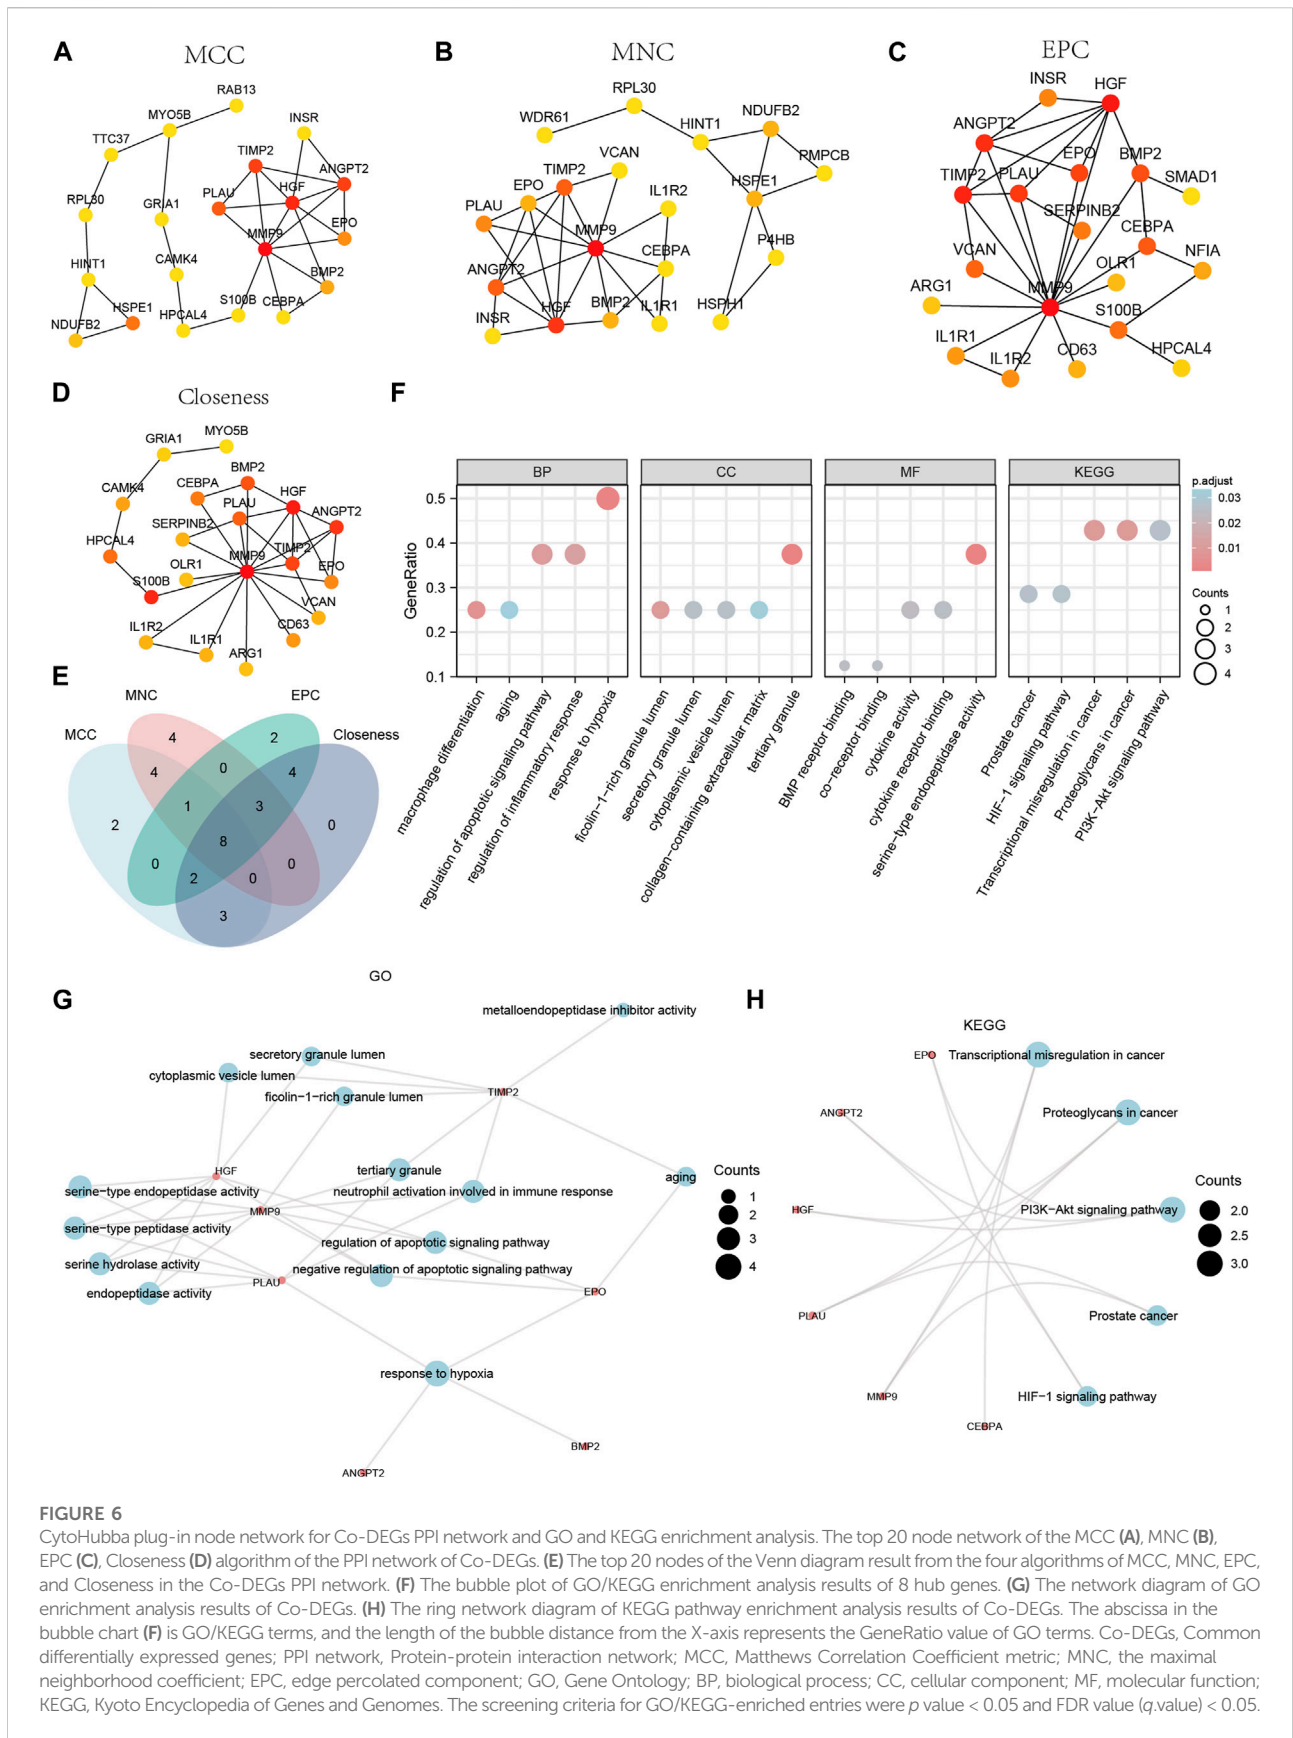 A
MCC
RAB13
MYO5B
INSR
TTC37
TIMP2
ANGPT2
PLAU
HGF
RPL30
GRIA1
EPO
MMP9
HINT1
CAMK4
BMP2
HSPE1
S100B
CEBPA
NDUFB2
HPCAL4
B
MNC
RPL30
WDR61
NDUFB2
HINT1
VCAN
PMPCB
TIMP2
EPO
IL1R2
HSPE1
PLAU
MMP9
P4HB
CEBPA
ANGPT2
HGF
BMP2
IL1R1
HSPH1
INSR
C
EPC
INSR
HGF
ANGPT2
EPO
BMP2
TIMP2
PLAU
SMAD1
SERPINB2
CEBPA
VCAN
NFIA
OLR1
ARG1
MMP9
S100B
IL1R1
IL1R2
CD63
HPCAL4
D
Closeness
MYO5B
GRIA1
BMP2
CEBPA
CAMK4
HGF
PLAU
ANGPT2
SERPINB2
HPCAL4
MMP9
TIMP2
OLR1
EPO
S100B
VCAN
IL1R2
IL1R1
CD63
ARG1
E
MNC
EPC
MCC
Closeness
4
2
4
0
4
1
3
2
8
0
0
0
2
0
3
F
BP
CC
MF
KEGG
GeneRatio
0.5
0.4
0.3
0.2
0.1
macrophage differentiation
aging
regulation of apoptotic signaling pathway
regulation of inflammatory response
response to hypoxia
ficolin−1−rich granule lumen
secretory granule lumen
cytoplasmic vesicle lumen
collagen−containing extracellular matrix
tertiary granule
BMP receptor binding
co−receptor binding
cytokine activity
cytokine receptor binding
serine−type endopeptidase activity
Prostate cancer
HIF−1 signaling pathway
Transcriptional misregulation in cancer
Proteoglycans in cancer
PI3K−Akt signaling pathway
p.adjust
0.03
0.02
0.01
Counts
1
2
3
4
G
GO
metalloendopeptidase inhibitor activity
secretory granule lumen
cytoplasmic vesicle lumen
ficolin−1−rich granule lumen
TIMP2
HGF
tertiary granule
aging
serine−type endopeptidase activity
neutrophil activation involved in immune response
MMP9
serine−type peptidase activity
regulation of apoptotic signaling pathway
serine hydrolase activity
negative regulation of apoptotic signaling pathway
PLAU
endopeptidase activity
EPO
response to hypoxia
BMP2
ANGPT2
Counts
1
2
3
4
H
KEGG
EPO
Transcriptional misregulation in cancer
ANGPT2
Proteoglycans in cancer
HGF
PI3K−Akt signaling pathway
PLAU
Prostate cancer
MMP9
HIF−1 signaling pathway
CEBPA
Counts
2.0
2.5
3.0
FIGURE 6
CytoHubba plug-in node network for Co-DEGs PPI network and GO and KEGG enrichment analysis. The top 20 node network of the MCC (A), MNC (B),
EPC (C), Closeness (D) algorithm of the PPI network of Co-DEGs. (E) The top 20 nodes of the Venn diagram result from the four algorithms of MCC, MNC, EPC,
and Closeness in the Co-DEGs PPI network. (F) The bubble plot of GO/KEGG enrichment analysis results of 8 hub genes. (G) The network diagram of GO
enrichment analysis results of Co-DEGs. (H) The ring network diagram of KEGG pathway enrichment analysis results of Co-DEGs. The abscissa in the
bubble chart (F) is GO/KEGG terms, and the length of the bubble distance from the X-axis represents the GeneRatio value of GO terms. Co-DEGs, Common
differentially expressed genes; PPI network, Protein-protein interaction network; MCC, Matthews Correlation Coefficient metric; MNC, the maximal
neighborhood coefficient; EPC, edge percolated component; GO, Gene Ontology; BP, biological process; CC, cellular component; MF, molecular function;
KEGG, Kyoto Encyclopedia of Genes and Genomes. The screening criteria for GO/KEGG-enriched entries were p value < 0.05 and FDR value (q.value) < 0.05.